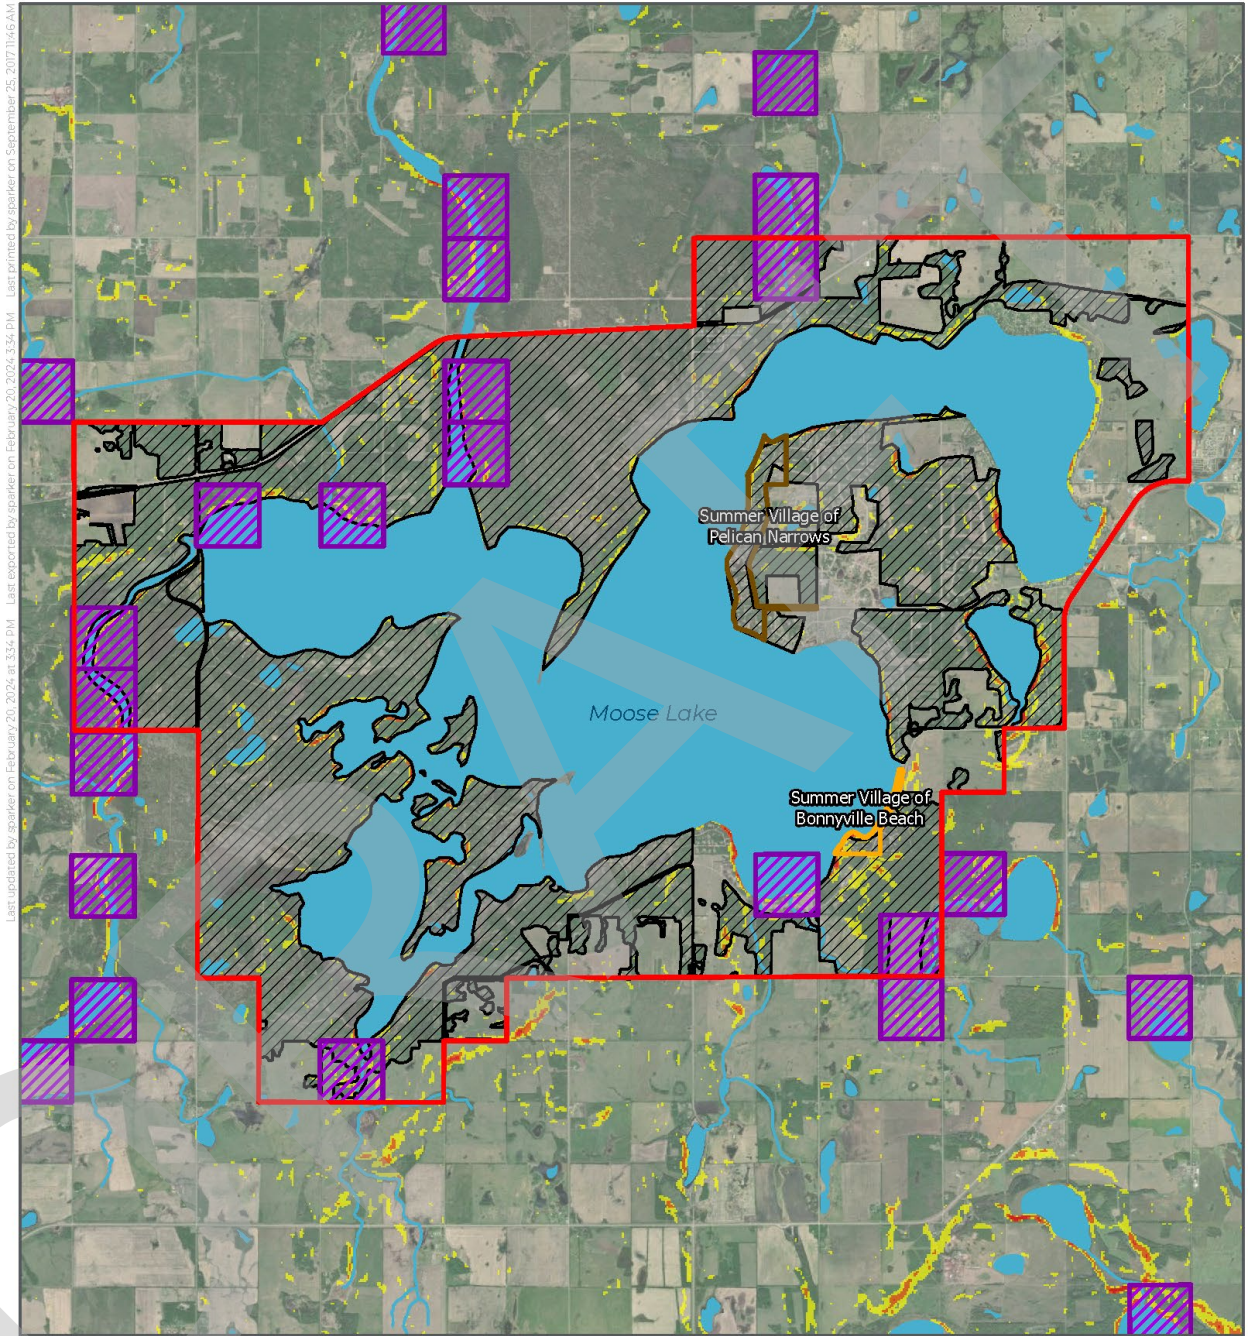 Last updated by sparker on February 20, 2024 at 3:34 PM    Last exported by sparker on February 20, 2024 3:34 PM    Last printed by sparker on September 25, 2017 11:46 AM
Summer Village of
Pelican Narrows
Moose Lake
Summer Village of
Bonnyville Beach